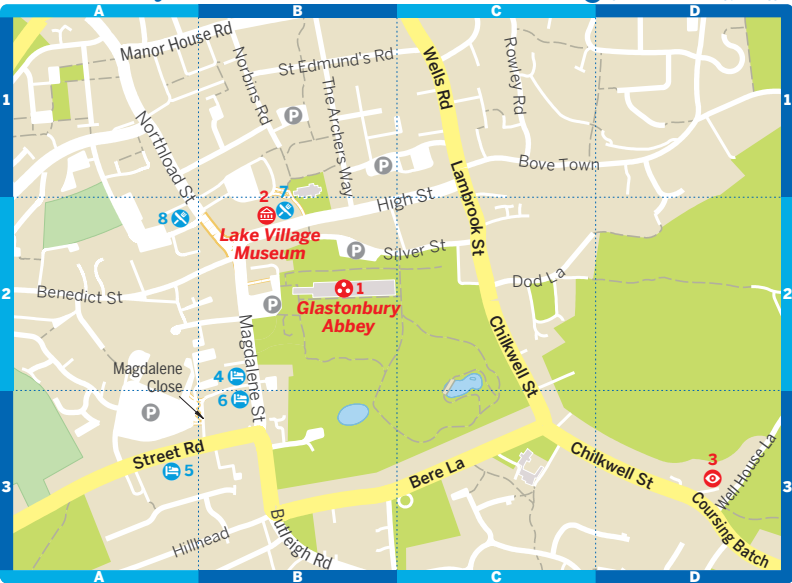 A
B
C
D
1
1
2
2
3
3
Manor House Rd
Norbins Rd
St Edmund's Rd
The Archers Way
Wells Rd
Rowley Rd
Northload St
P
P
Bove Town
Lambrook St
High St
2
7
8
Lake Village
Museum
P
Silver St
Dod La
Benedict St
P
1
Glastonbury
Abbey
Magdalene St
Chilkwell St
Magdalene
Close
4
6
P
Street Rd
5
Bere La
Chilkwell St
3
Well House La
Coursing Batch
Hillhead
Butleigh Rd
A
B
C
D